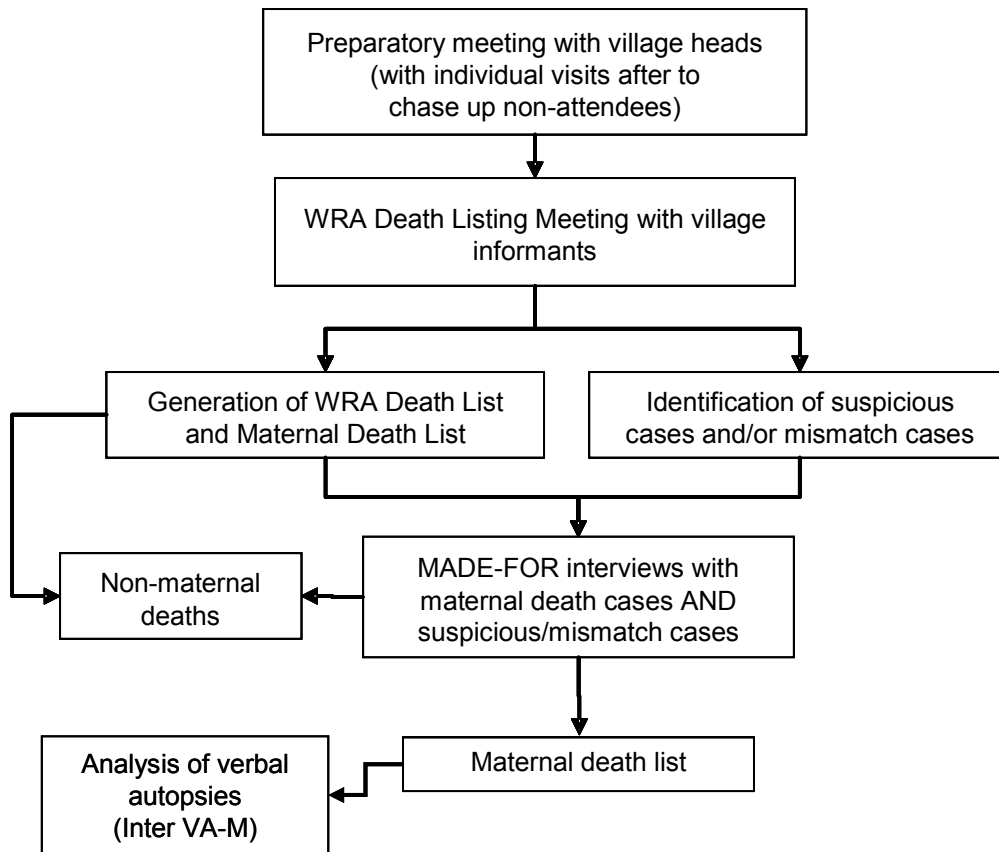 Preparatory meeting with village heads
(with individual visits after to
chase up non-attendees)
WRA Death Listing Meeting with village
informants
Generation of WRA Death List
and Maternal Death List
Identification of suspicious
cases and/or mismatch cases
Non-maternal
deaths
MADE-FOR interviews with
maternal death cases AND
suspicious/mismatch cases
Maternal death list
Analysis of verbal
autopsies
(Inter VA-M)